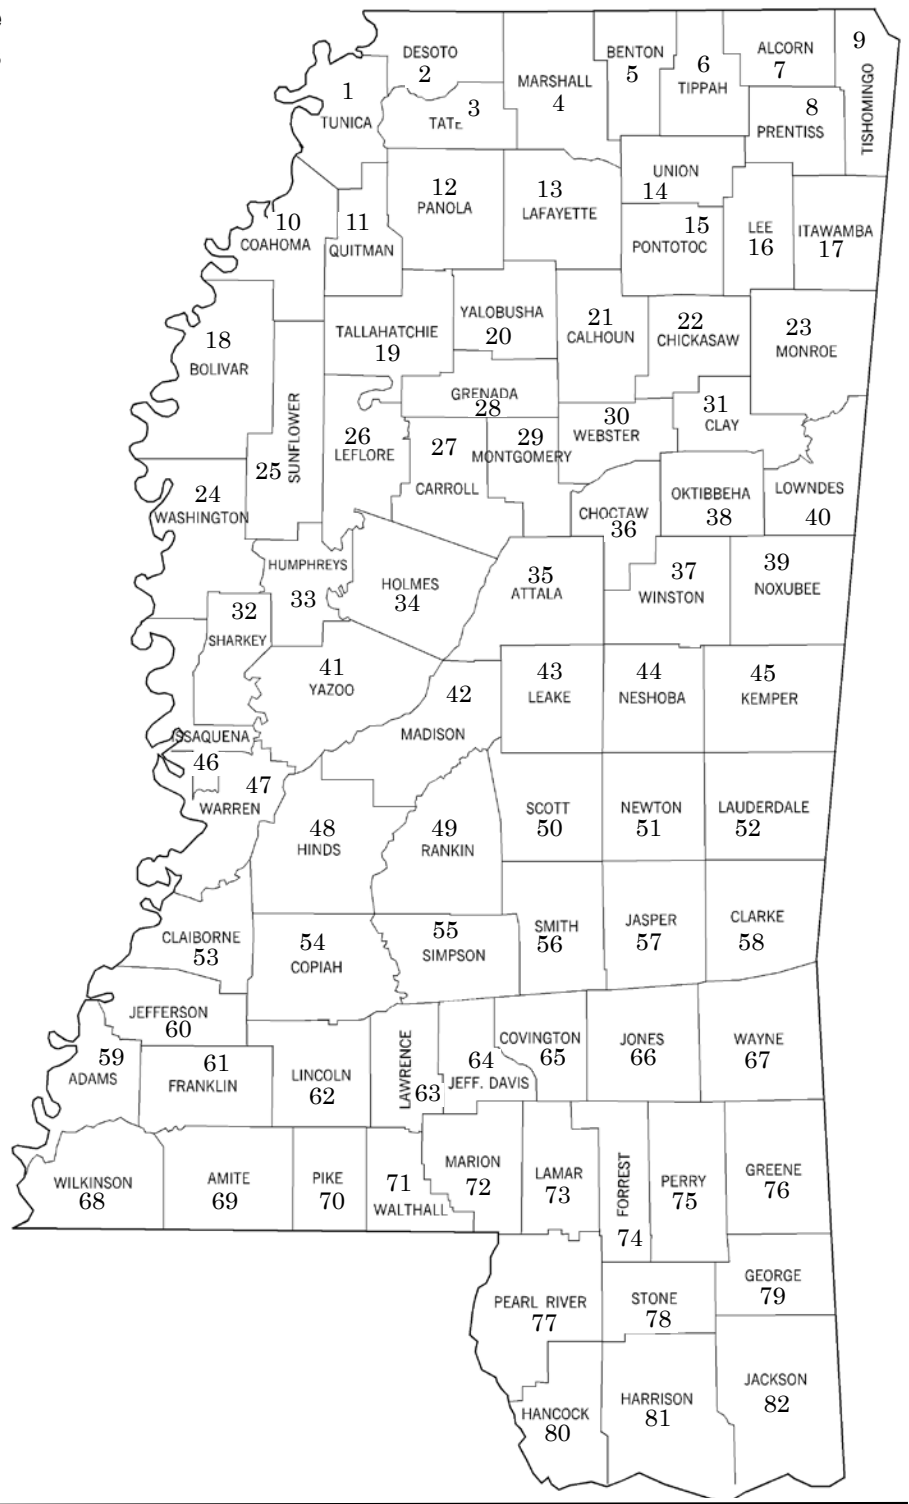 DESOTO
2
BENTON
5
6
TIPPAH
ALCORN
7
9
TISHOMINGO
1
TUNICA
3
MARSHALL
4
8
PRENTISS
12
PANOLA
13
LAFAYETTE
UNION
14
10
COAHOMA
11
QUITMAN
15
PONTOTOC
LEE
16
ITAWAMBA
17
18
BOLIVAR
TALLAHATCHIE
19
YALOBUSHA
20
21
CALHOUN
22
CHICKASAW
23
MONROE
GRENADA
28
SUNFLOWER
25
26
LEFLORE
27
CARROLL
29
MONTGOMERY
30
WEBSTER
31
CLAY
24
WASHINGTON
CHOCTAW
36
OKTIBBEHA
38
LOWNDES
40
HUMPHREYS
33
HOLMES
34
35
ATTALA
37
WINSTON
39
NOXUBEE
32
SHARKEY
41
YAZOO
42
MADISON
43
LEAKE
44
NESHOBA
45
KEMPER
ISSAQUENA
46
47
WARREN
48
HINDS
49
RANKIN
SCOTT
50
NEWTON
51
LAUDERDALE
52
CLAIBORNE
53
54
COPIAH
55
SIMPSON
SMITH
56
JASPER
57
CLARKE
58
JEFFERSON
60
59
ADAMS
61
FRANKLIN
LINCOLN
62
LAWRENCE
63
64
JEFF. DAVIS
COVINGTON
65
JONES
66
WAYNE
67
WILKINSON
68
AMITE
69
PIKE
70
71
WALTHALL
MARION
72
LAMAR
73
FORREST
74
PERRY
75
GREENE
76
PEARL RIVER
77
STONE
78
GEORGE
79
HANCOCK
80
HARRISON
81
JACKSON
82